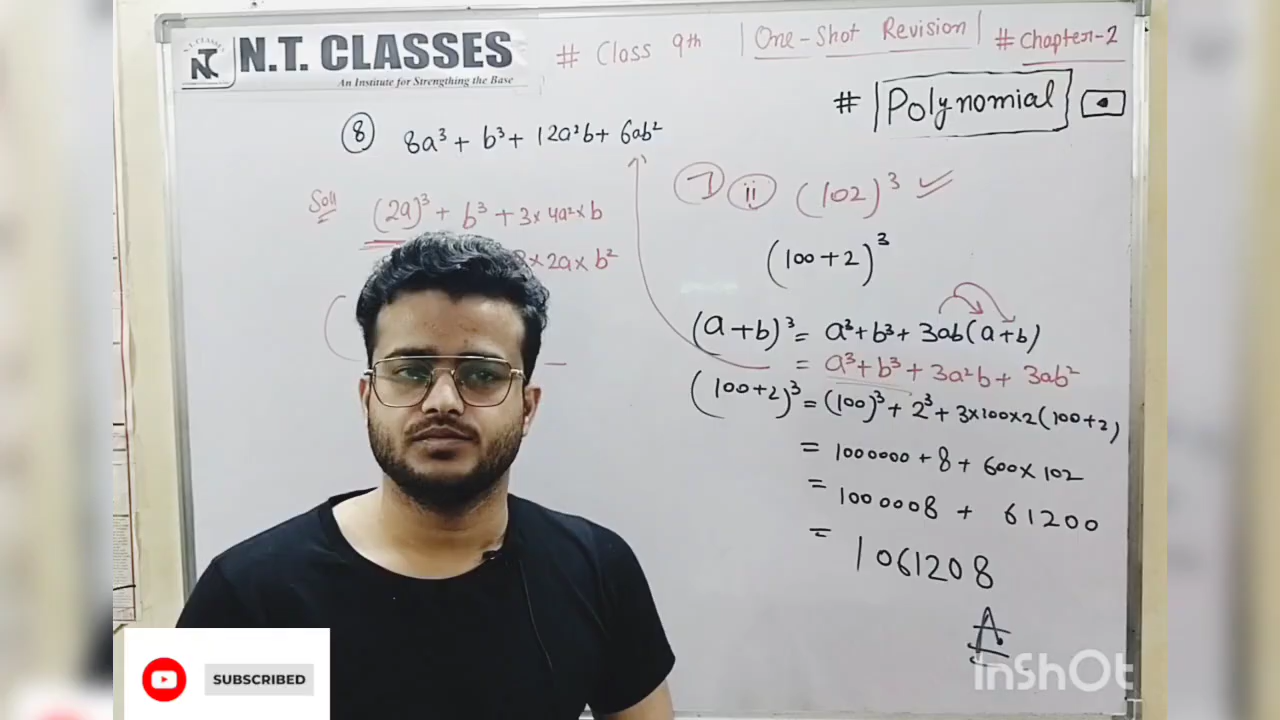 N.T. CLASSES
An Institute for Strengthening the Base
# Class 9th | One-Shot Revision | # Chapter-2
# | Polynomial |
⑧ 8a³ + b³ + 12a²b + 6ab²
Soln (2a)³ + b³ + 3 × 4a² × b
× 2a × b²
7 ii (102)³ ✓
(100+2)³
(a+b)³ = a³+b³+ 3ab(a+b)
= a³+b³+3a²b+ 3ab²
(100+2)³ = (100)³ + 2³ + 3×100×2(100+2)
= 1000000 + 8 + 600 × 102
= 1000008 + 61200
= 1061208
A
SUBSCRIBED
InShOt